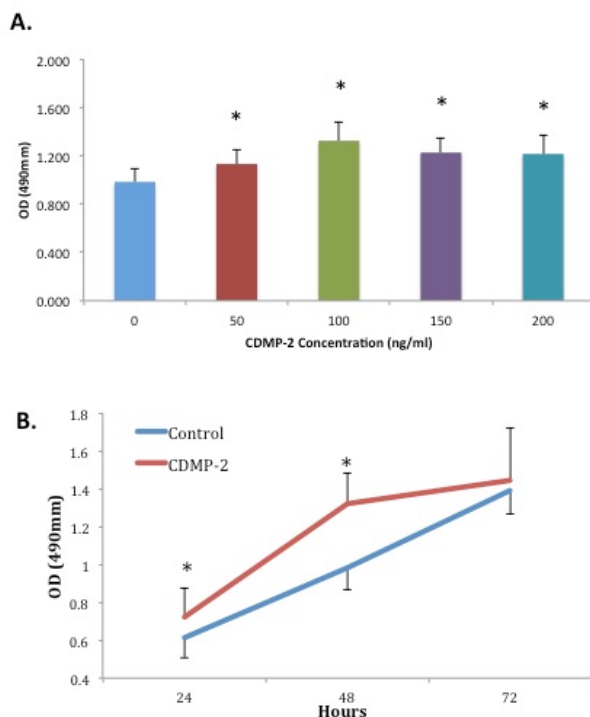 A.
2.000
1.600
1.200
0.800
0.400
0.000
OD (490mm)
* * * *
0 50 100 150 200
CDMP-2 Concentration (ng/ml)
B.
1.8
1.6
1.4
1.2
1
0.8
0.6
0.4
OD (490mm)
Control
CDMP-2
* *
24 48 72
Hours